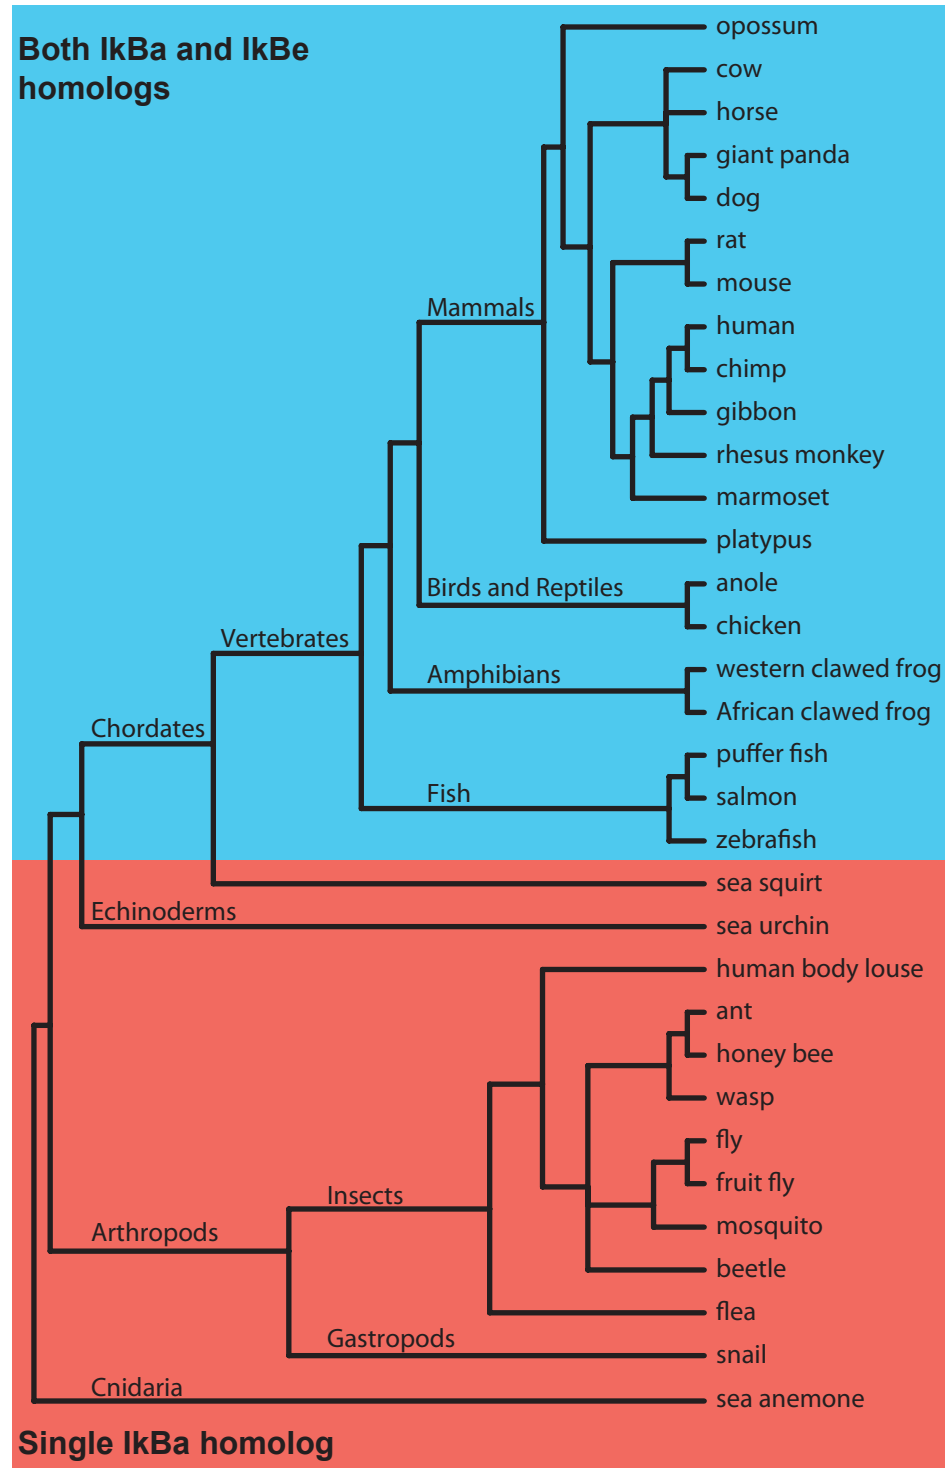 Both IkBa and IkBe
homologs
opossum
cow
horse
giant panda
dog
rat
mouse
Mammals
human
chimp
gibbon
rhesus monkey
marmoset
platypus
Birds and Reptiles
anole
chicken
Vertebrates
western clawed frog
Amphibians
African clawed frog
Chordates
puffer fish
Fish
salmon
zebrafish
sea squirt
Echinoderms
sea urchin
human body louse
ant
honey bee
wasp
fly
fruit fly
Insects
mosquito
Arthropods
beetle
flea
Gastropods
snail
Cnidaria
sea anemone
Single IkBa homolog